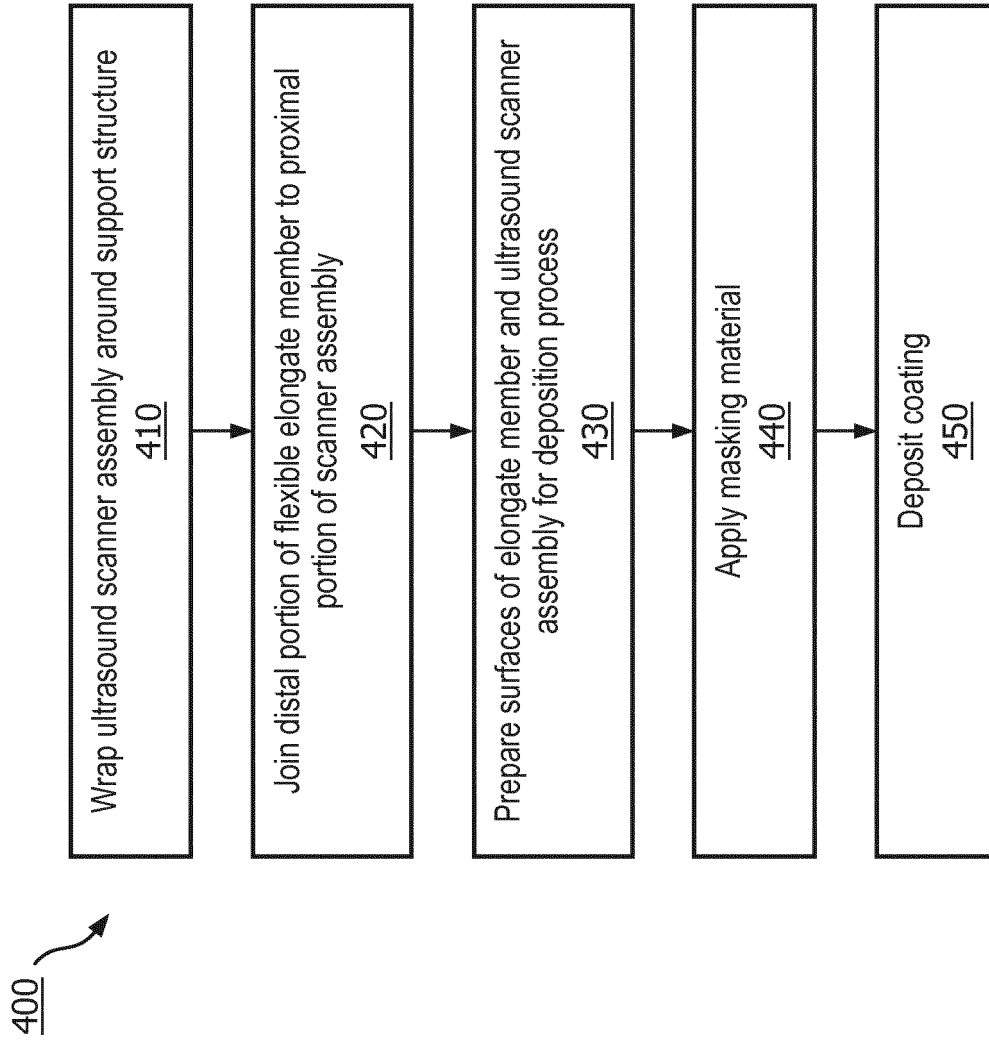 400
Wrap ultrasound scanner assembly around support structure
410
Join distal portion of flexible elongate member to proximal
portion of scanner assembly
420
Prepare surfaces of elongate member and ultrasound scanner
assembly for deposition process
430
Apply masking material
440
Deposit coating
450